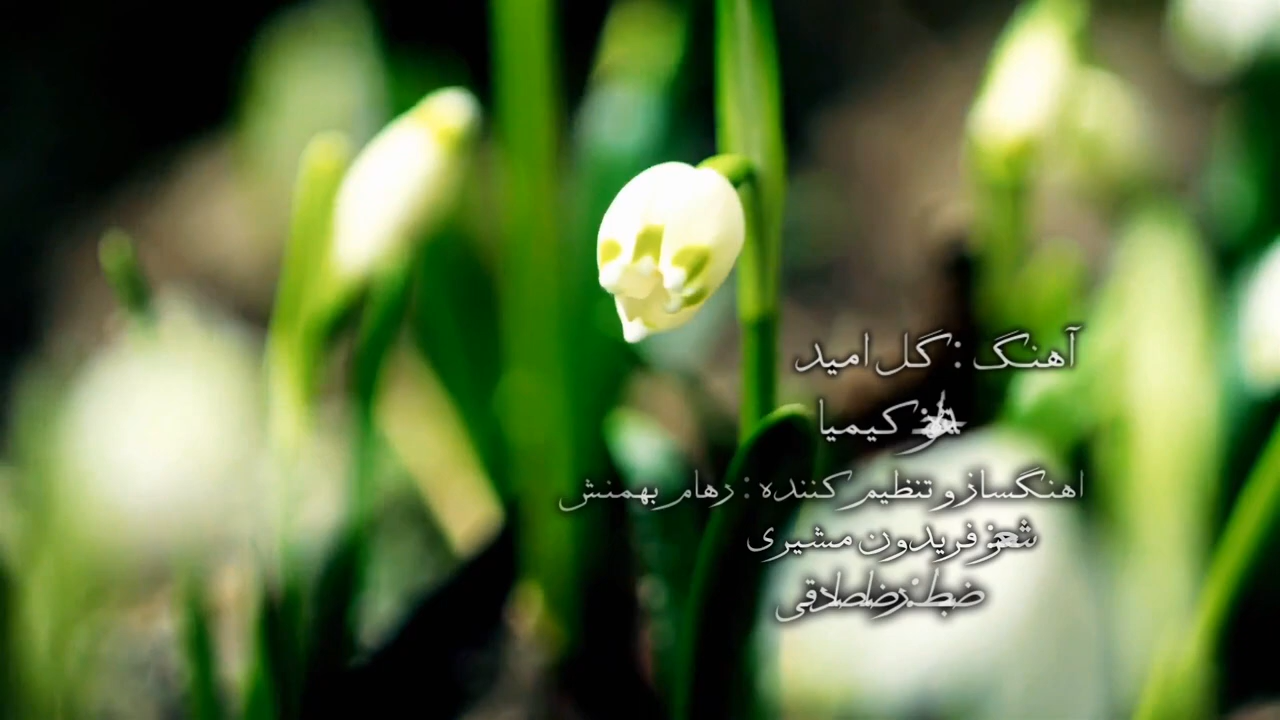 آهنگ : گل امید
کیمیا
اهنگساز و تنظیم کننده : رهام بهمنش
شعر : فریدون مشیری
ضبط : رضا صادقی